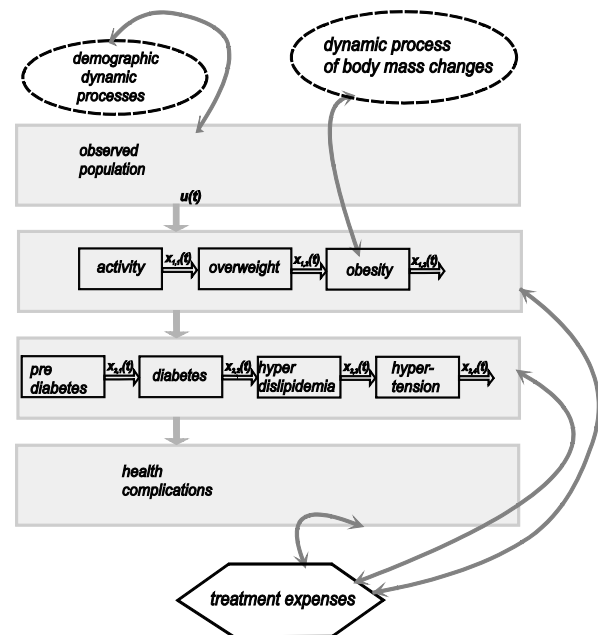 demographic
dynamic
processes
dynamic process
of body mass changes
observed
population
u(t)
activity
x₁,₁(t)
overweight
x₁,₂(t)
obesity
x₁,₃(t)
pre
diabetes
x₂,₁(t)
diabetes
x₂,₂(t)
hyper
dislipidemia
x₂,₃(t)
hyper-
tension
x₂,₄(t)
health
complications
treatment expenses